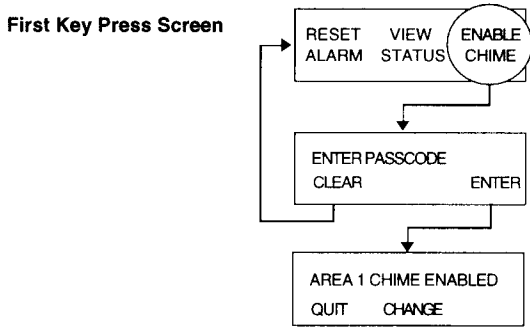 First Key Press Screen
RESET VIEW ENABLE
ALARM STATUS CHIME
ENTER PASSCODE
CLEAR ENTER
AREA 1 CHIME ENABLED
QUIT CHANGE